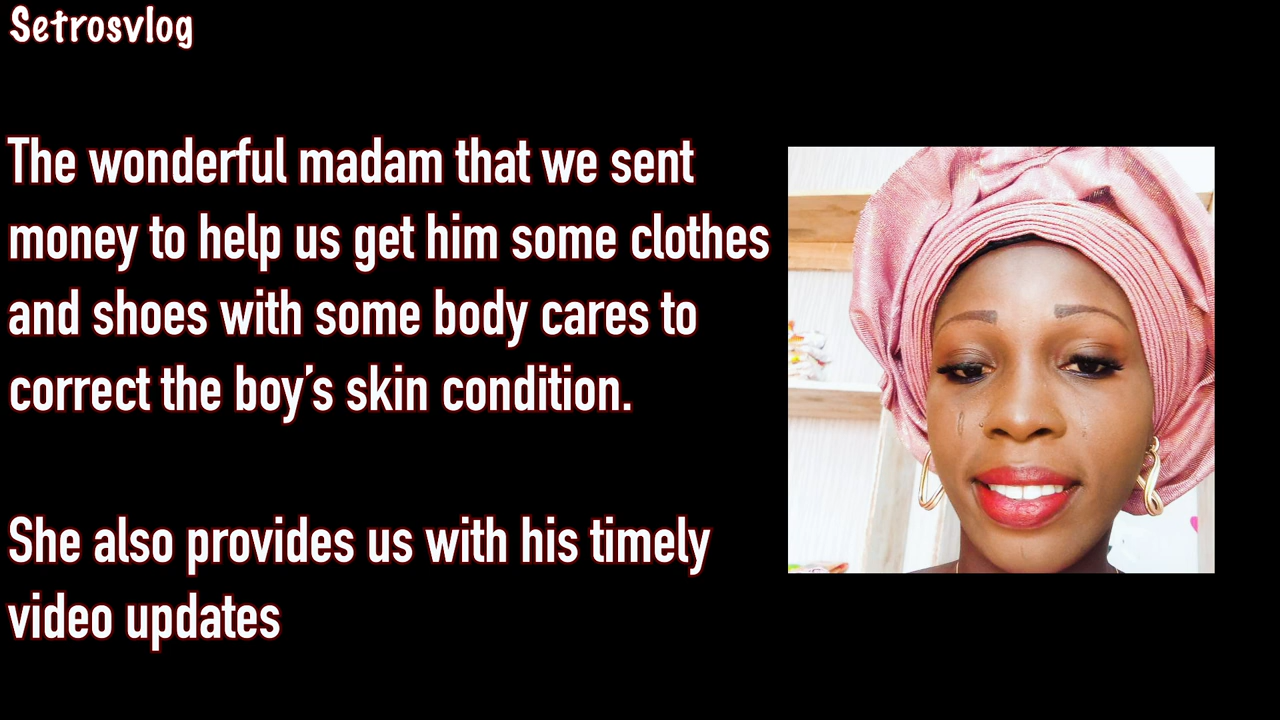 Setrosvlog
The wonderful madam that we sent
money to help us get him some clothes
and shoes with some body cares to
correct the boy's skin condition.
She also provides us with his timely
video updates